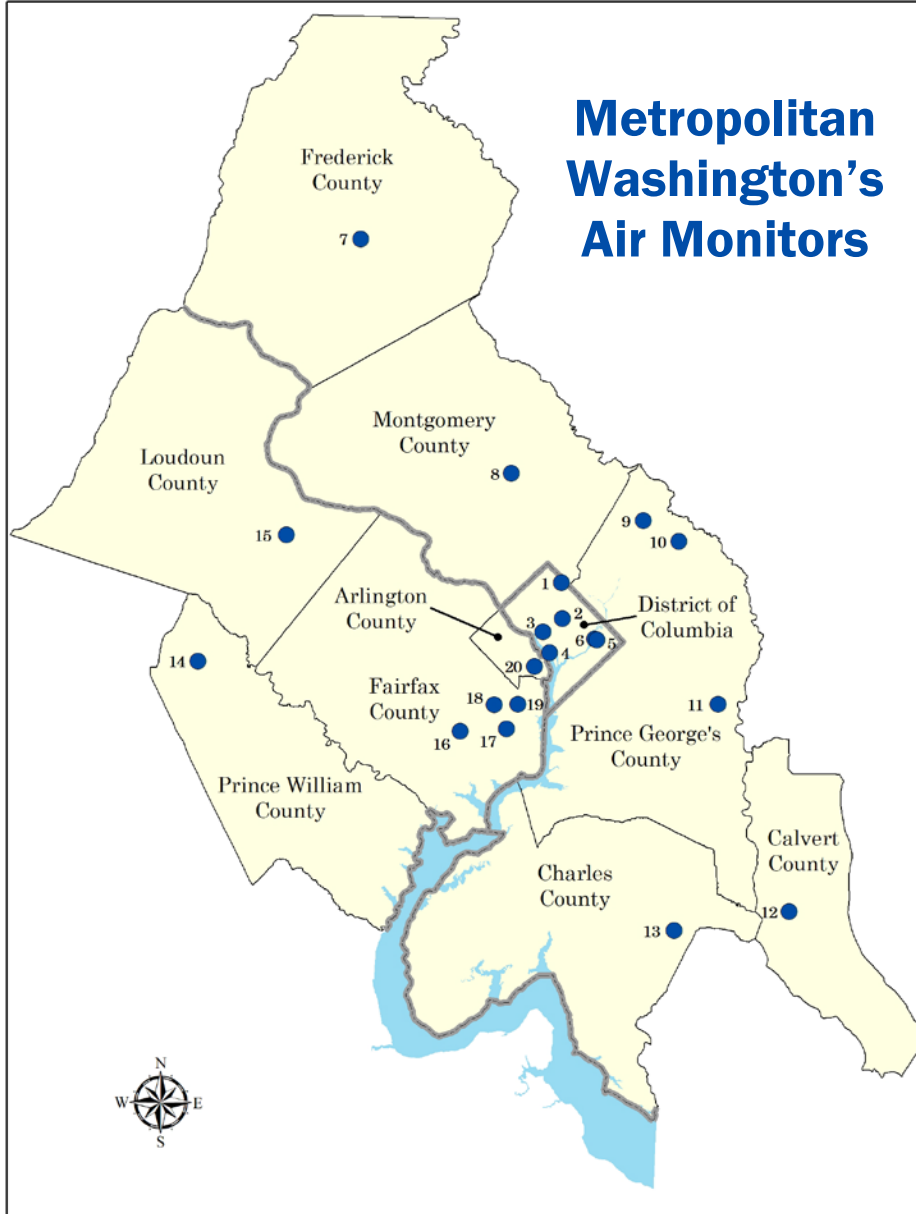 Metropolitan
Washington's
Air Monitors
Frederick
County
7
Montgomery
County
8
Loudoun
County
15
9
10
1
Arlington
County
2
3
District of
Columbia
6
5
4
20
14
Fairfax
County
18
19
11
16
17
Prince George's
County
Prince William
County
Calvert
County
Charles
County
12
13
N
W
E
S